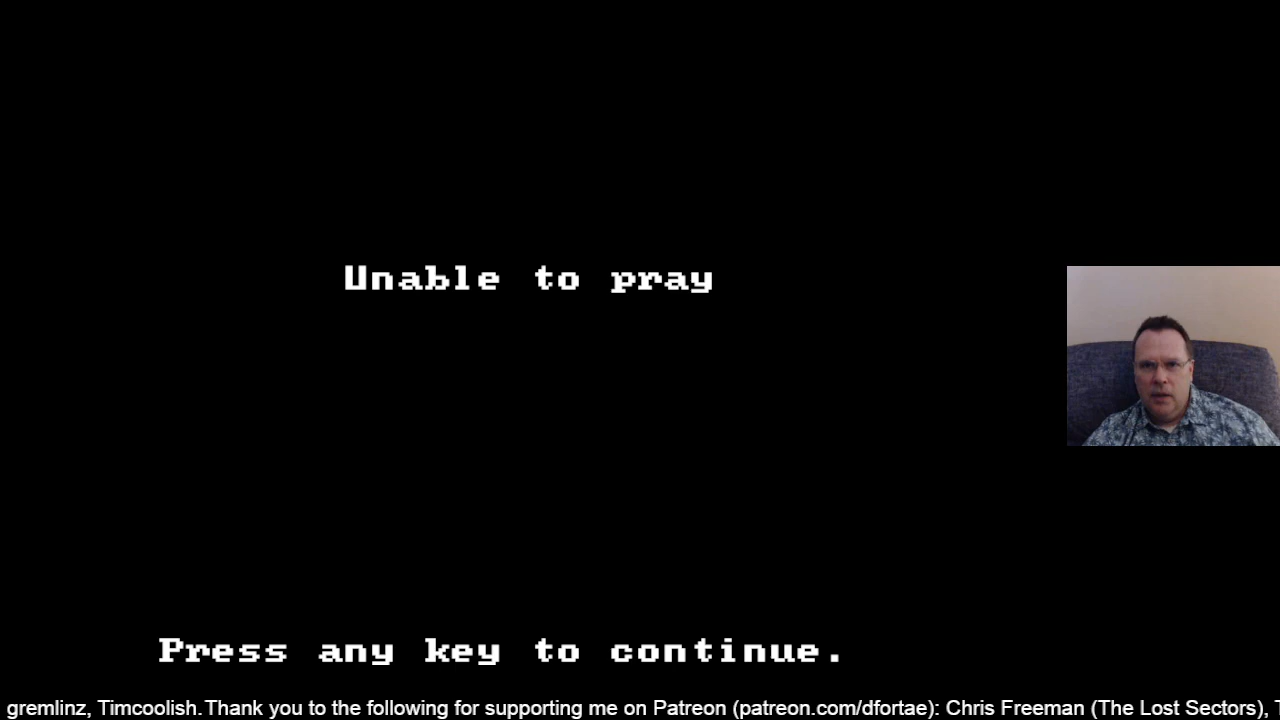 Unable to pray
Press any key to continue.
gremlinz, Timcoolish.Thank you to the following for supporting me on Patreon (patreon.com/dfortae): Chris Freeman (The Lost Sectors),